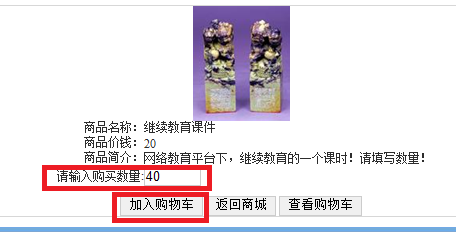 商品名称：继续教育课件
商品价钱：20
商品简介：网络教育平台下，继续教育的一个课时！请填写数量！
请输入购买数量:40
加入购物车 返回商城 查看购物车